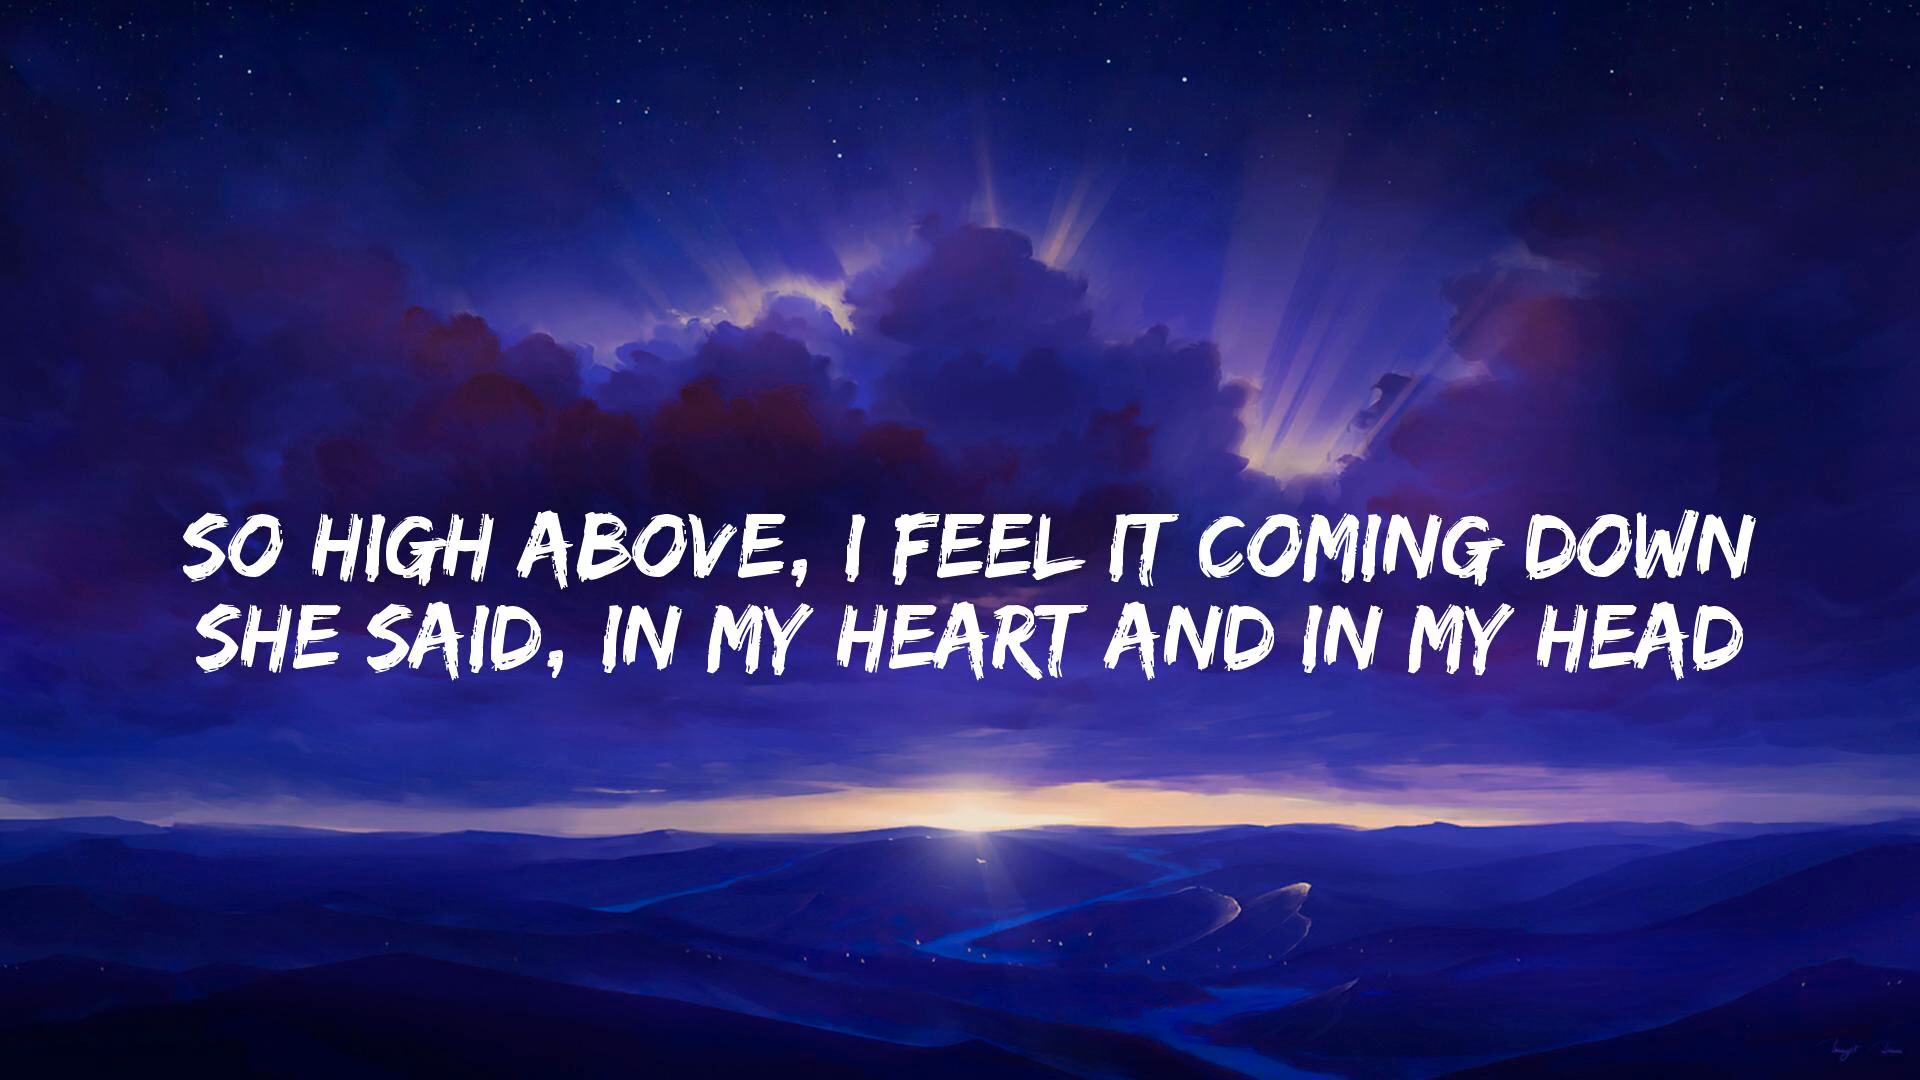 SO HIGH ABOVE, I FEEL IT COMING DOWN
SHE SAID, IN MY HEART AND IN MY HEAD